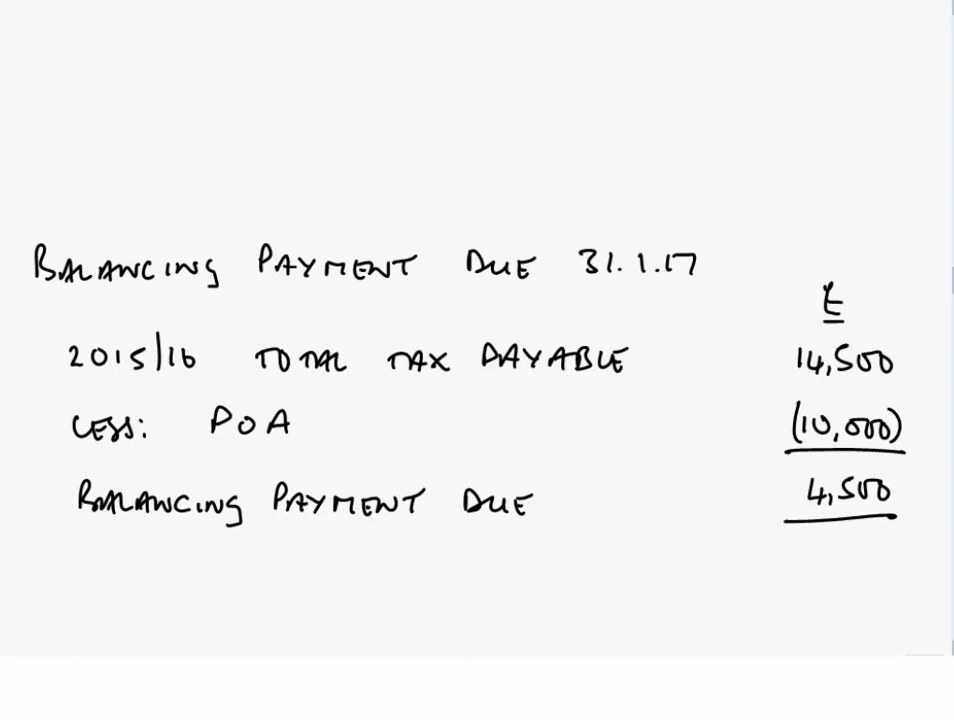 BALANCING PAYMENT DUE 31.1.17
£
2015/16 TOTAL TAX PAYABLE 14,500
LESS: POA (10,000)
BALANCING PAYMENT DUE 4,500